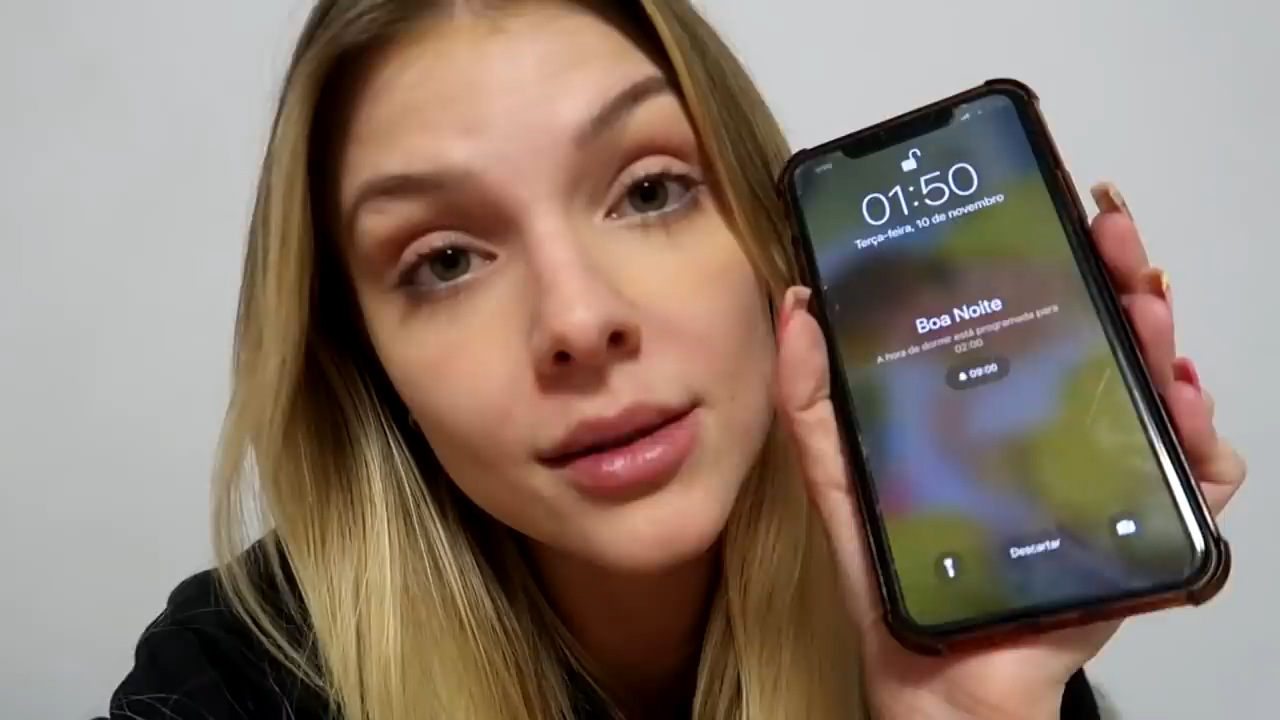 01:50
Terça-feira, 10 de novembro
Boa Noite
A hora de dormir está programada para
02:00
09:00
Descartar